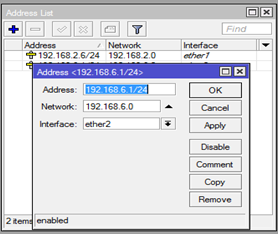 Address List
Find
Address / Network Interface
192.168.2.6/24 192.168.2.0 ether1
Address <192.168.6.1/24>
Address: 192.168.6.1/24 OK
Network: 192.168.6.0 Cancel
Interface: ether2 Apply
Disable
Comment
Copy
Remove
2 items
enabled